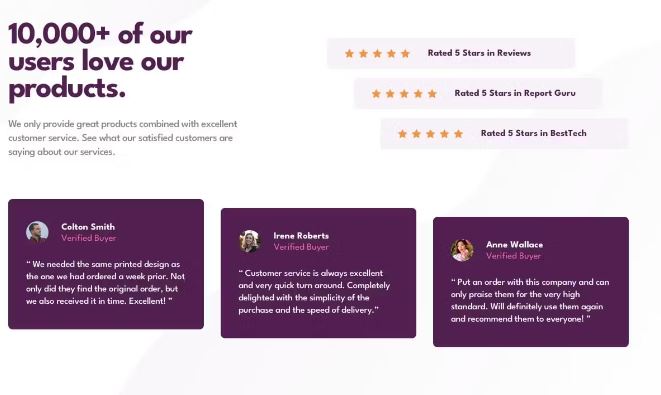 10,000+ of our
users love our
products.
We only provide great products combined with excellent
customer service. See what our satisfied customers are
saying about our services.
Rated 5 Stars in Reviews
Rated 5 Stars in Report Guru
Rated 5 Stars in BestTech
Colton Smith
Verified Buyer
“ We needed the same printed design as
the one we had ordered a week prior. Not
only did they find the original order, but
we also received it in time. Excellent! ”
Irene Roberts
Verified Buyer
“ Customer service is always excellent
and very quick turn around. Completely
delighted with the simplicity of the
purchase and the speed of delivery.”
Anne Wallace
Verified Buyer
“ Put an order with this company and can
only praise them for the very high
standard. Will definitely use them again
and recommend them to everyone! ”